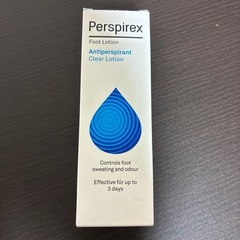 Perspirex
Foot Lotion
Antiperspirant
Clear Lotion
Controls foot
sweating and odour
Effective for up to
3 days